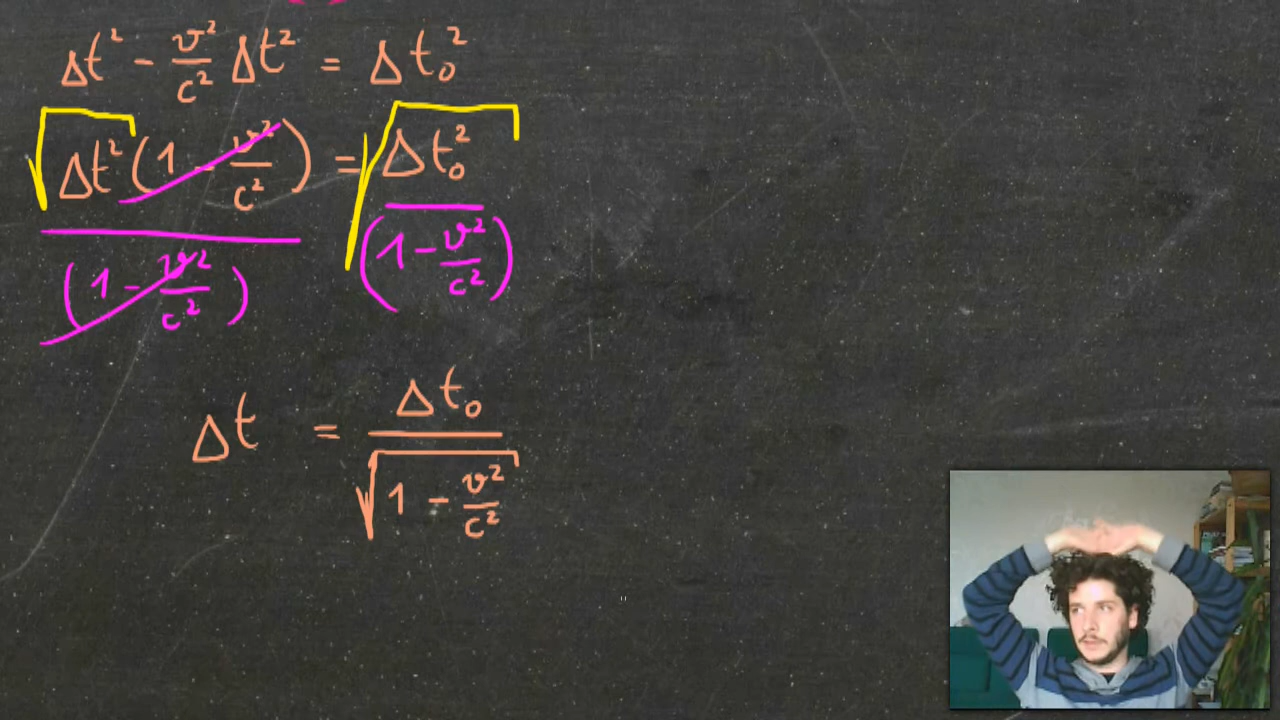 Δt² - v²/c² Δt² = Δt₀²
√Δt² (1 - v²/c²) / (1 - v²/c²) = √Δt₀² / (1 - v²/c²)
Δt = Δt₀ / √1 - v²/c²